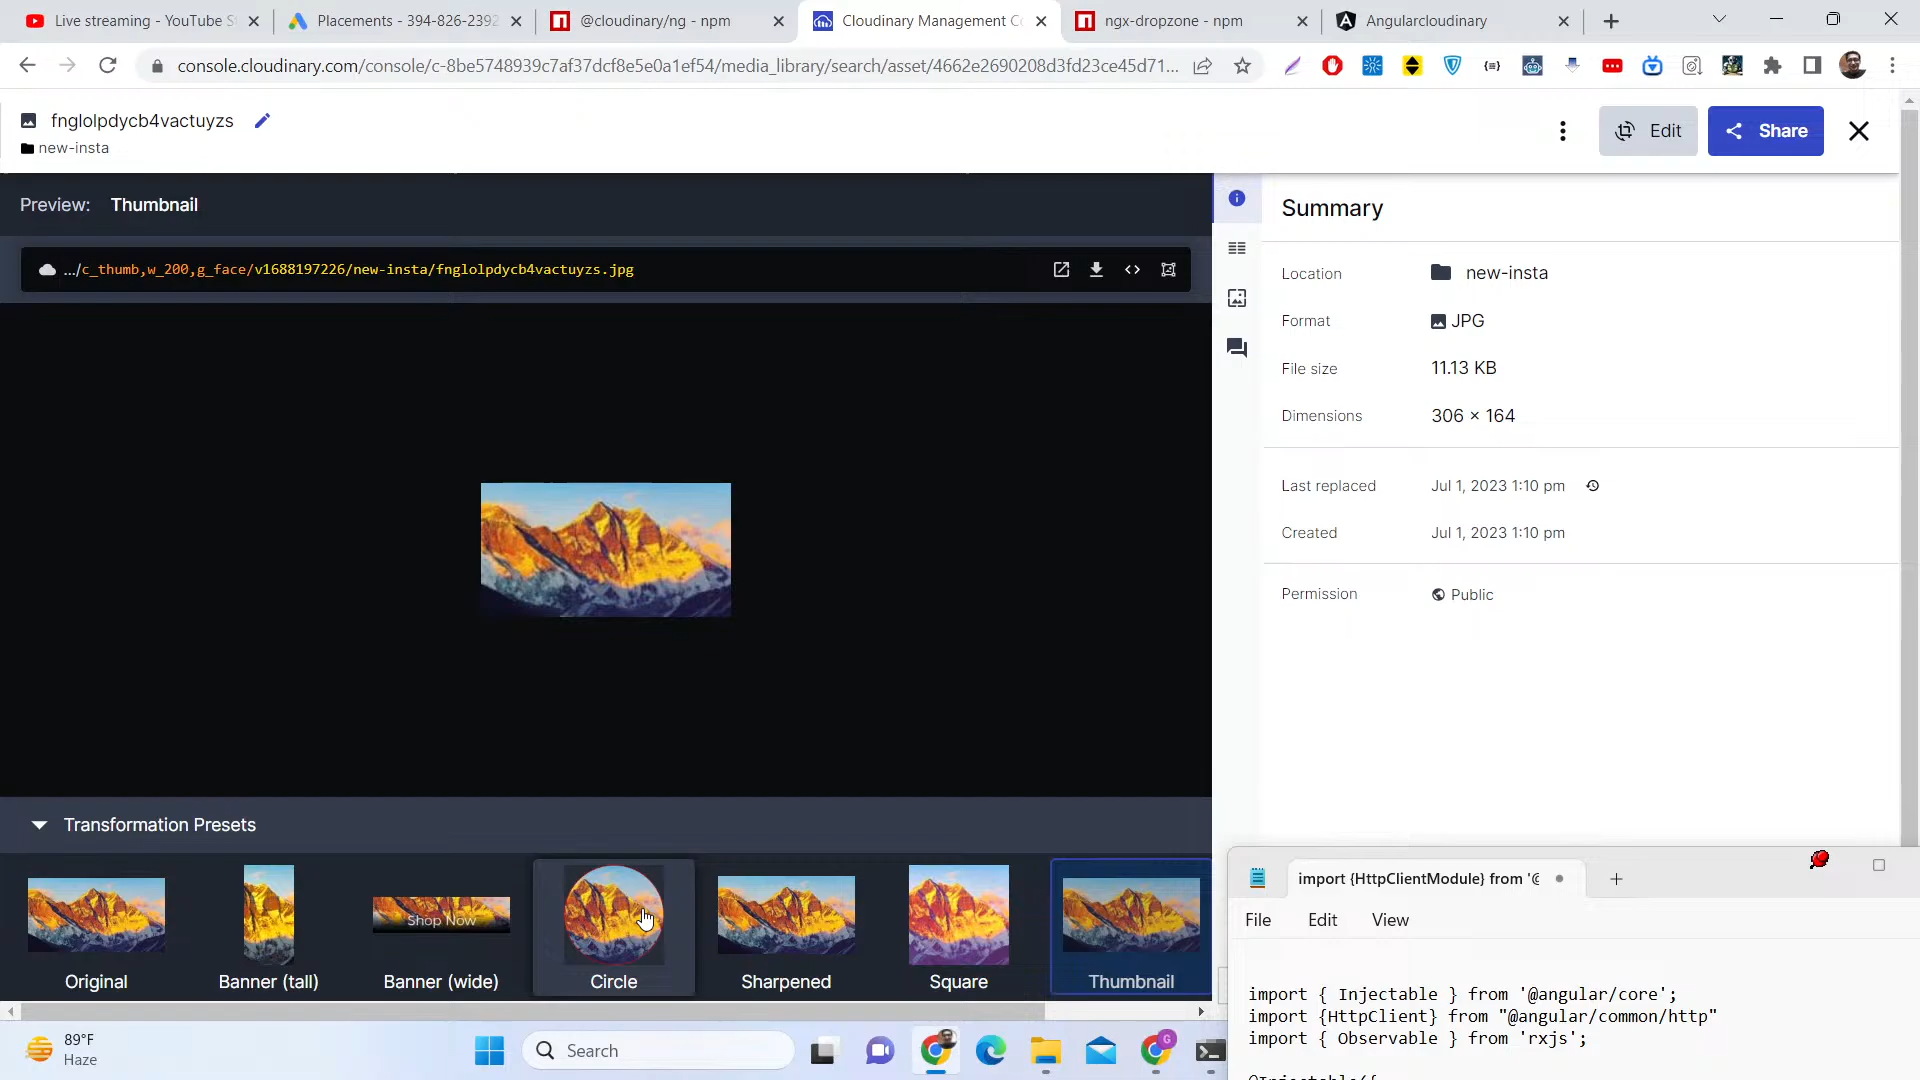 Live streaming - YouTube S
Placements - 394-826-2392
@cloudinary/ng - npm
Cloudinary Management Co
ngx-dropzone - npm
Angularcloudinary
console.cloudinary.com/console/c-8be5748939c7af37dcf8e5e0a1ef54/media_library/search/asset/4662e2690208d3fd23ce45d71...
fnglolpdycb4vactuyzs
new-insta
Edit
Share
Preview: Thumbnail
.../c_thumb,w_200,g_face/v1688197226/new-insta/fnglolpdycb4vactuyzs.jpg
Summary
Location new-insta
Format JPG
File size 11.13 KB
Dimensions 306 × 164
Last replaced Jul 1, 2023 1:10 pm
Created Jul 1, 2023 1:10 pm
Permission Public
Transformation Presets
Shop Now
Original
Banner (tall)
Banner (wide)
Circle
Sharpened
Square
Thumbnail
import {HttpClientModule} from '@
File Edit View
import { Injectable } from '@angular/core';
import {HttpClient} from "@angular/common/http"
import { Observable } from 'rxjs';
89°F
Haze
Search